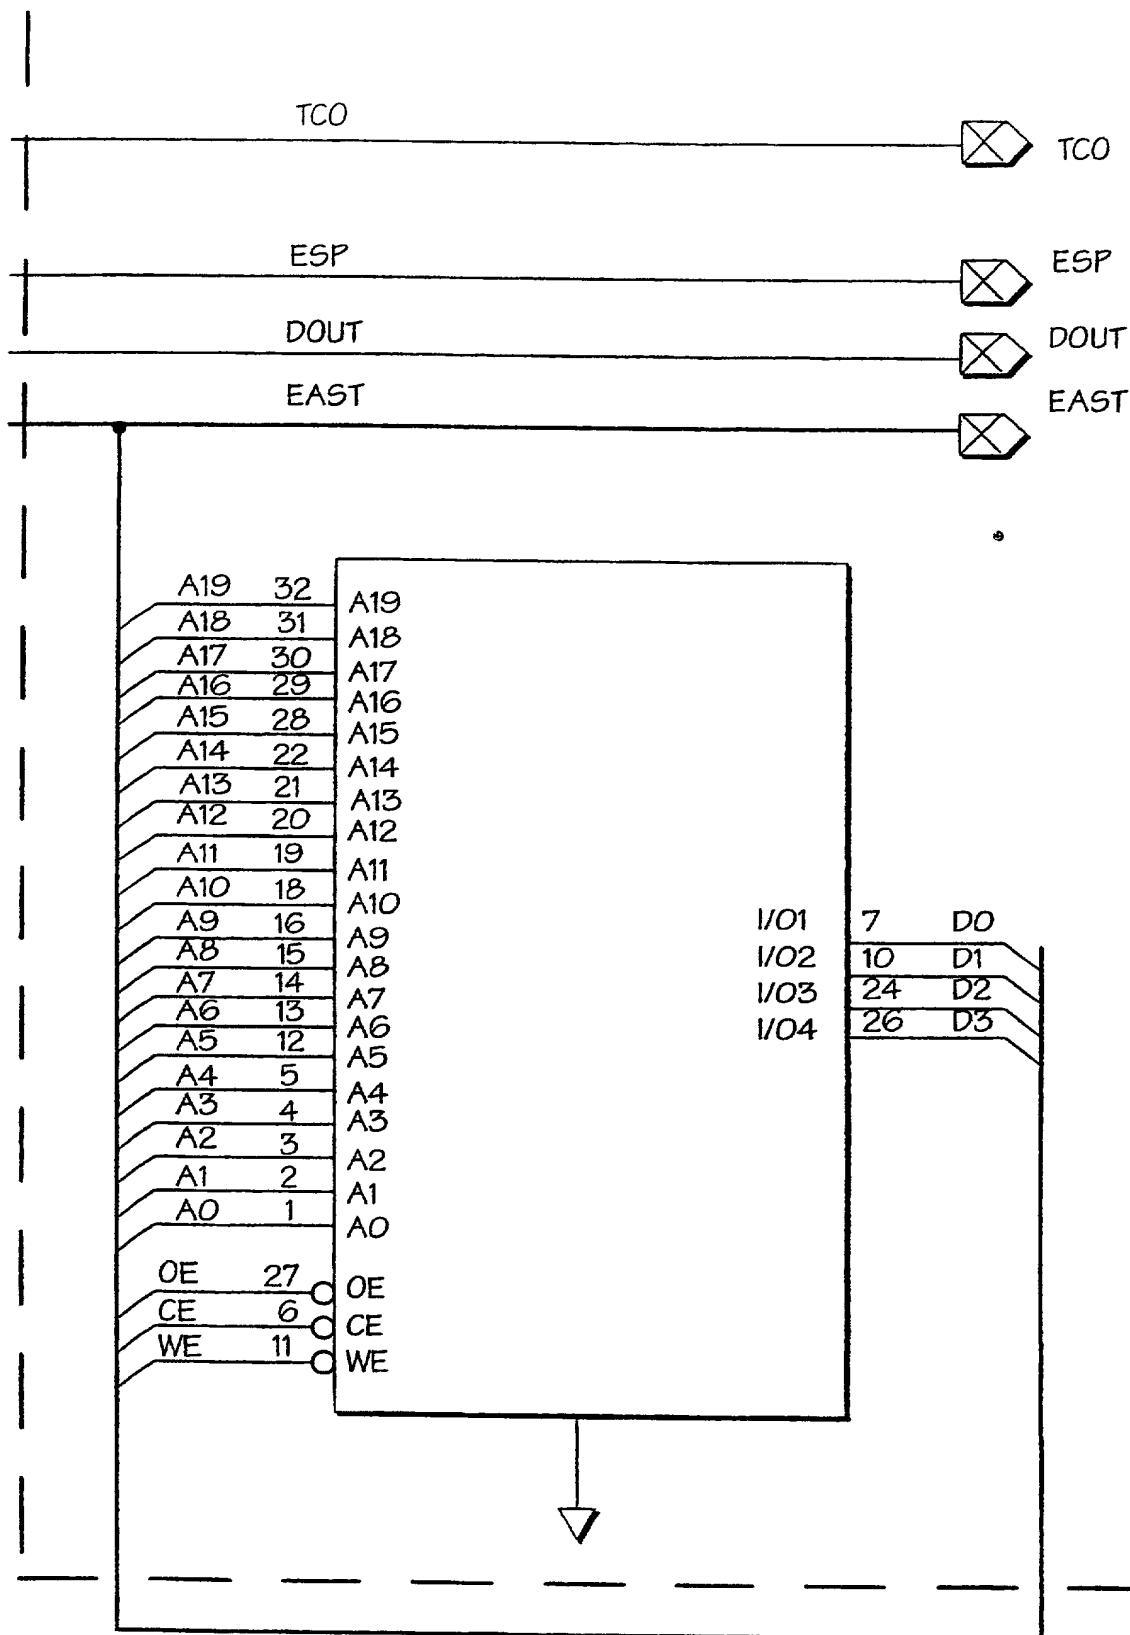 TCO
TCO
ESP
ESP
DOUT
DOUT
EAST
EAST
A19 32 A19
A18 31 A18
A17 30 A17
A16 29 A16
A15 28 A15
A14 22 A14
A13 21 A13
A12 20 A12
A11 19 A11
A10 18 A10
A9 16 A9
I/O1 7 D0
A8 15 A8
I/O2 10 D1
A7 14 A7
I/O3 24 D2
A6 13 A6
I/O4 26 D3
A5 12 A5
A4 5 A4
A3 4 A3
A2 3 A2
A1 2 A1
A0 1 A0
OE 27 OE
CE 6 CE
WE 11 WE